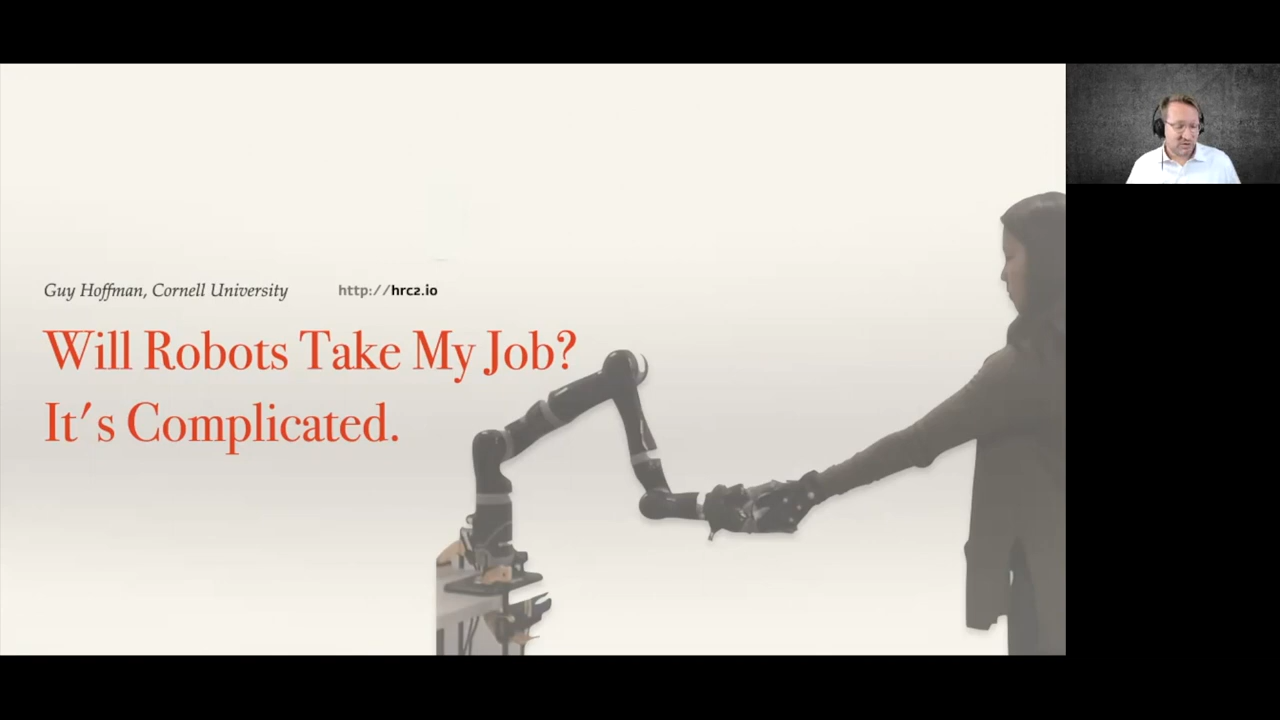 Guy Hoffman, Cornell University http://hrc2.io
Will Robots Take My Job?
It's Complicated.